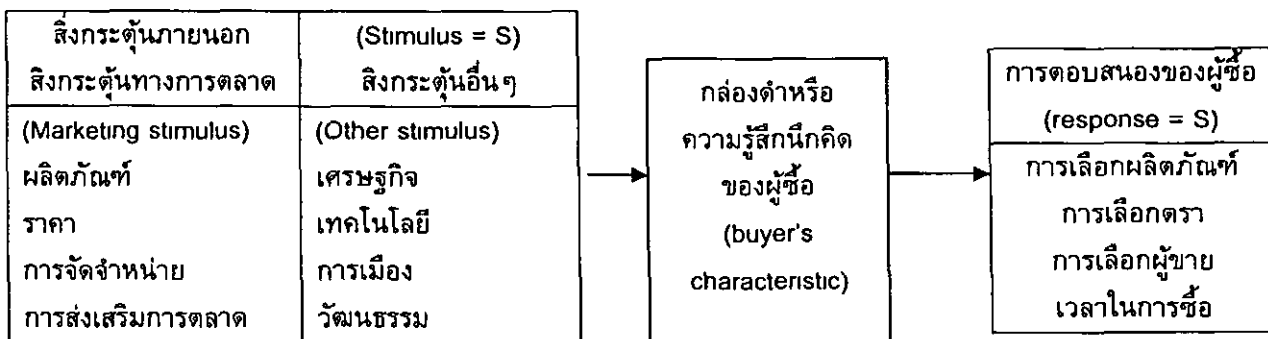 สิ่งกระตุ้นภายนอก (Stimulus = S)
สิงกระตุ้นทางการตลาด สิงกระตุ้นอื่นๆ
(Marketing stimulus) (Other stimulus)
ผลิตภัณฑ์ เศรษฐกิจ
ราคา เทคโนโลยี
การจัดจำหน่าย การเมือง
การส่งเสริมการตลาด วัฒนธรรม
กล่องดำหรือ
ความรู้สึกนึกคิด
ของผู้ซื้อ
(buyer's
characteristic)
การตอบสนองของผู้ซื้อ
(response = S)
การเลือกผลิตภัณฑ์
การเลือกตรา
การเลือกผู้ขาย
เวลาในการซื้อ